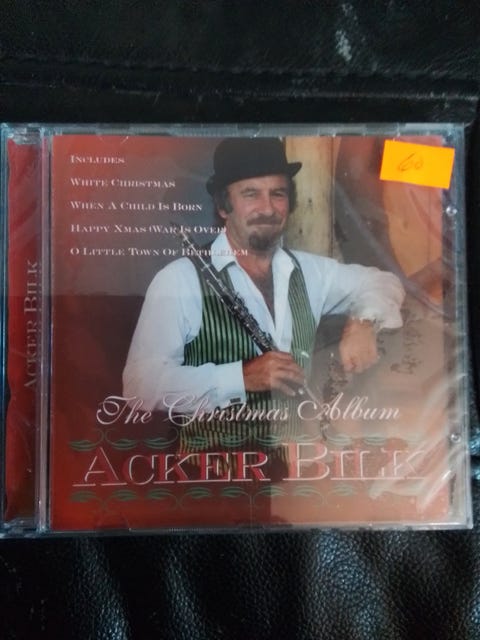 INCLUDES
WHITE CHRISTMAS
WHEN A CHILD IS BORN
HAPPY XMAS (WAR IS OVER)
O LITTLE TOWN OF BETHLEHEM
60
ACKER BILK
The Christmas Album
ACKER BILK